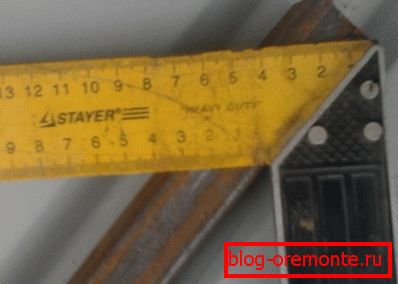 13 12 11 10 9 8 7 6 5 4 3 2 1
STAYER® "HEAVY DUTY"
9 8 7 6 5 4 3 2 1
blog-oremonte.ru